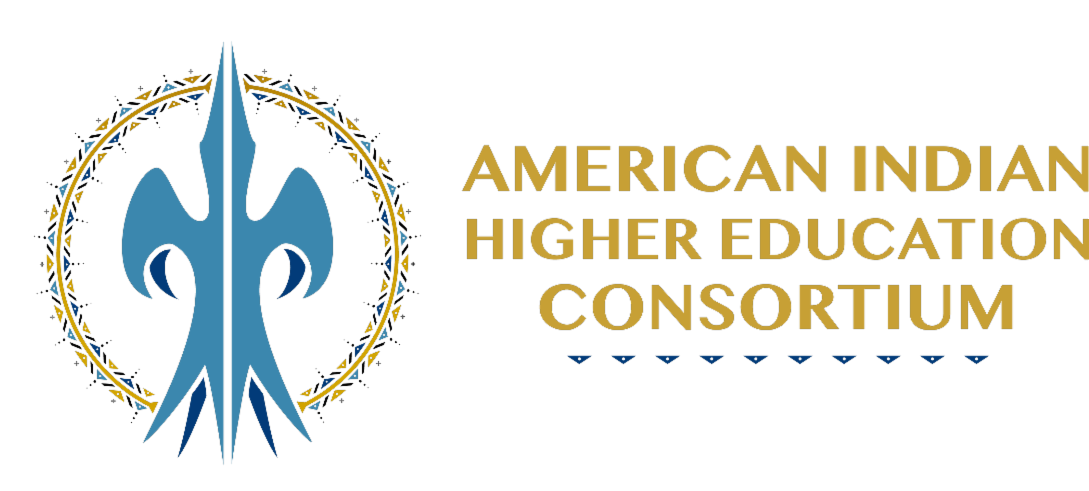 AMERICAN INDIAN
HIGHER EDUCATION
CONSORTIUM